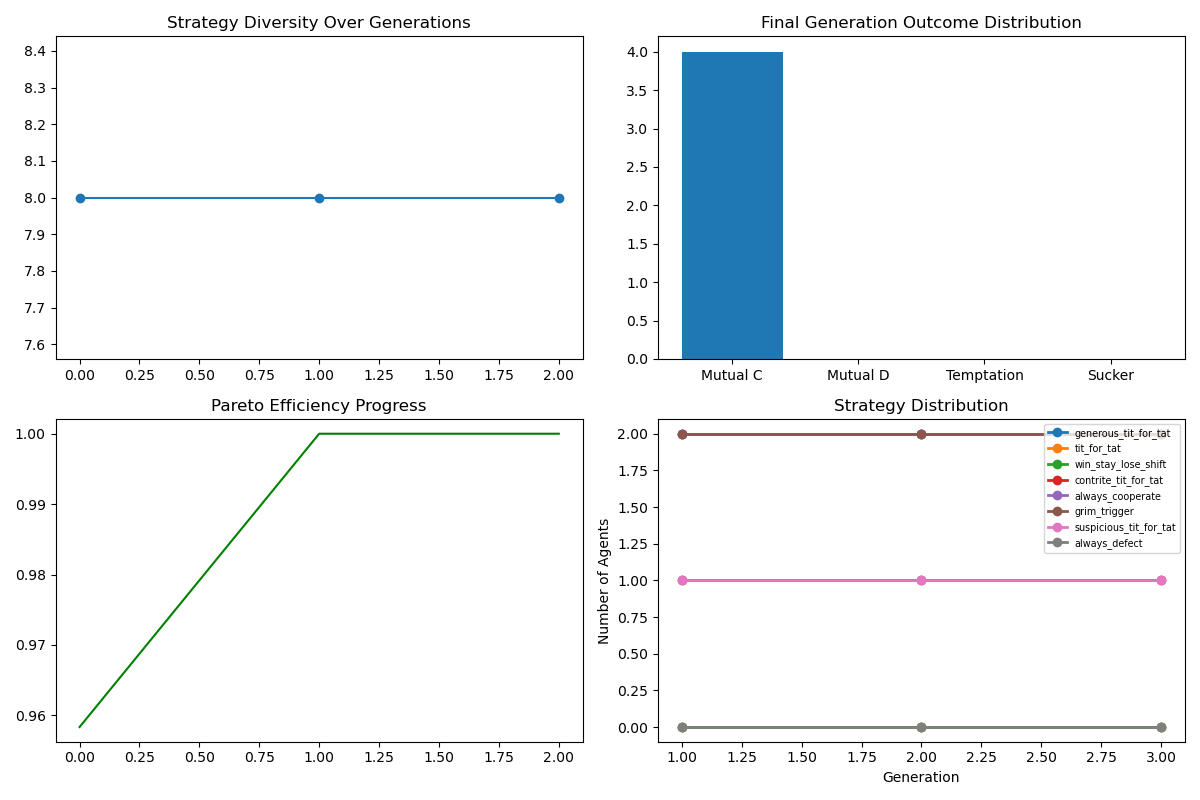 Strategy Diversity Over Generations
8.4
8.3
8.2
8.1
8.0
7.9
7.8
7.7
7.6
0.00 0.25 0.50 0.75 1.00 1.25 1.50 1.75 2.00
Final Generation Outcome Distribution
4.0
3.5
3.0
2.5
2.0
1.5
1.0
0.5
0.0
Mutual C Mutual D Temptation Sucker
Pareto Efficiency Progress
1.00
0.99
0.98
0.97
0.96
0.00 0.25 0.50 0.75 1.00 1.25 1.50 1.75 2.00
Strategy Distribution
Number of Agents
2.00
1.75
1.50
1.25
1.00
0.75
0.50
0.25
0.00
generous_tit_for_tat
tit_for_tat
win_stay_lose_shift
contrite_tit_for_tat
always_cooperate
grim_trigger
suspicious_tit_for_tat
always_defect
1.00 1.25 1.50 1.75 2.00 2.25 2.50 2.75 3.00
Generation